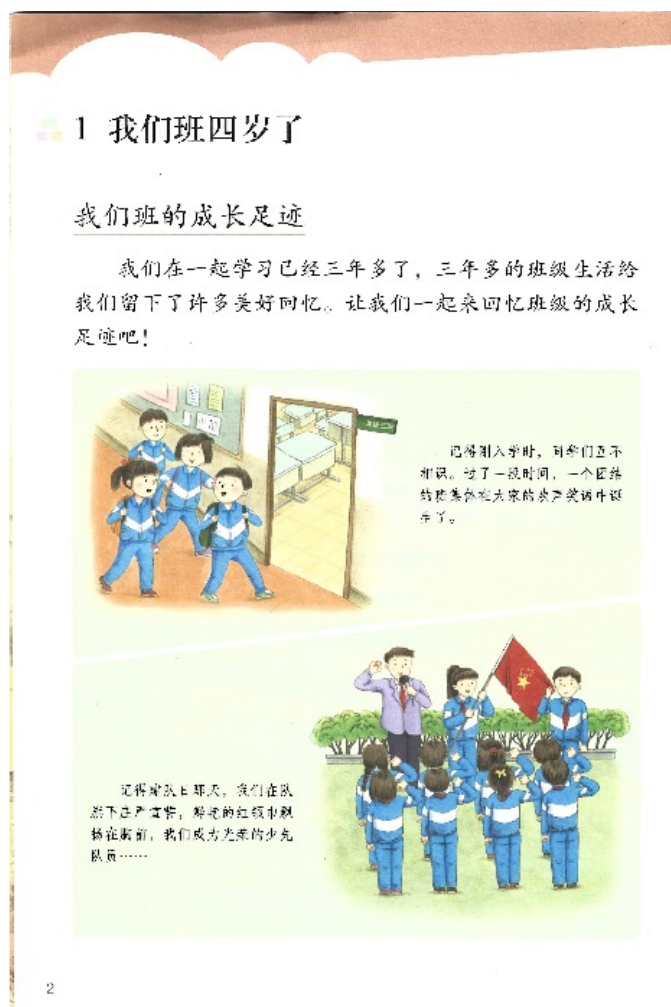 1 我们班四岁了
我们班的成长足迹
我们在一起学习已经三年多了，三年多的班级生活给
我们留下了许多美好回忆。让我们一起来回忆班级的成长
足迹吧！
记得刚入学时，同学们互不
相识。过了一段时间，一个团结
的班集体在大家的欢声笑语中诞
生了。
记得建队日那天，我们在队
旗下庄严宣誓，鲜艳的红领巾飘
扬在胸前，我们成为光荣的少先
队员……
2